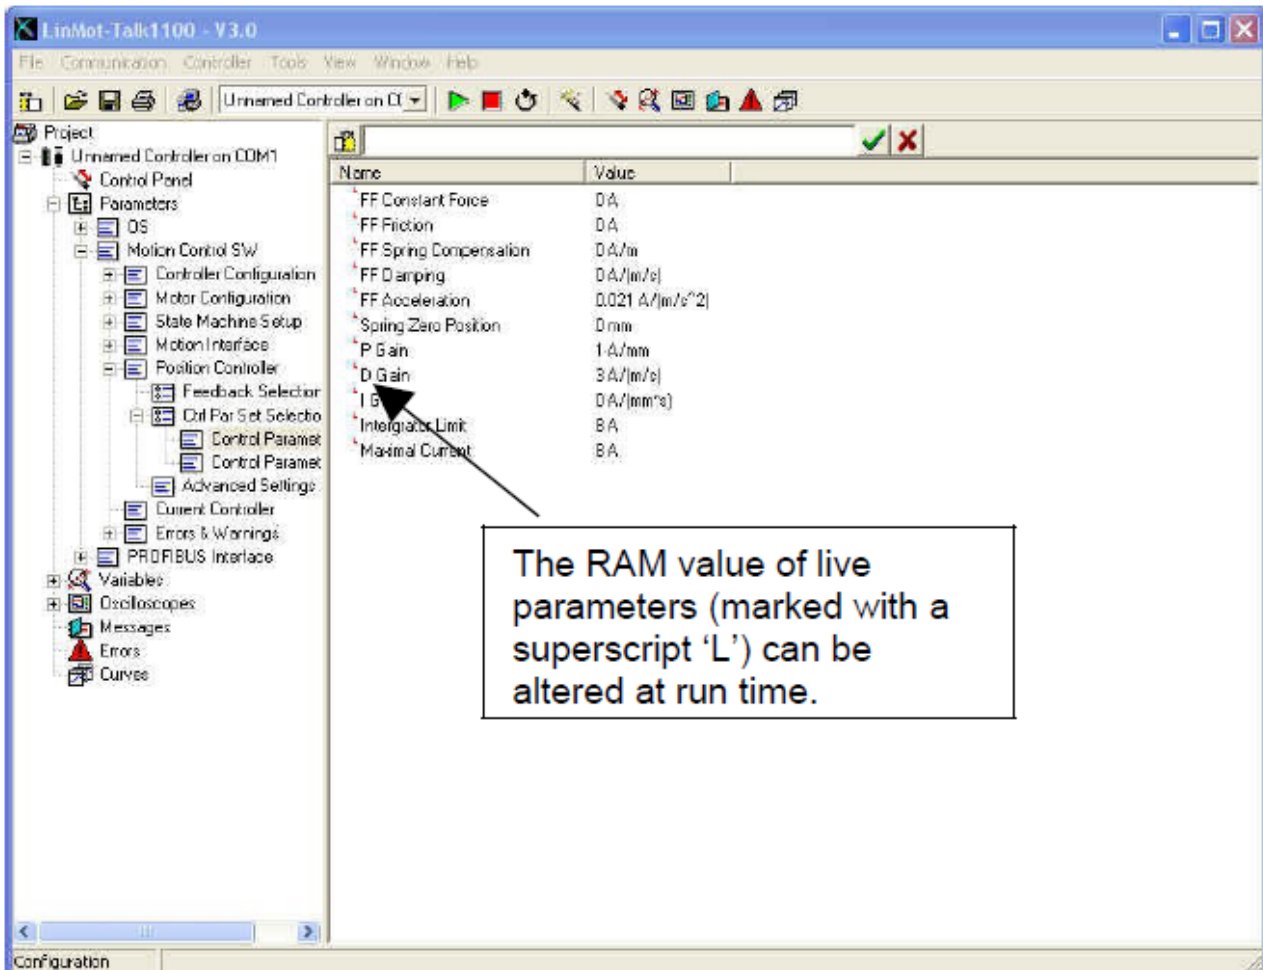 LinMot-Talk1100 - V3.0
File Communication Controller Tools View Window Help
Unnamed Controller on
Project
Unnamed Controller on COM1
Control Panel
Parameters
OS
Motion Control SW
Controller Configuration
Motor Configuration
State Machine Setup
Motion Interface
Position Controller
Feedback Selection
Ctrl Par Set Selectio
Control Paramet
Control Paramet
Advanced Settings
Current Controller
Errors & Warnings
PROFIBUS Interface
Variables
Oscilloscopes
Messages
Errors
Curves
Name Value
FF Constant Force 0 A
FF Friction 0 A
FF Spring Compensation 0 A/m
FF Damping 0 A/(m/s)
FF Acceleration 0.021 A/(m/s^2)
Spring Zero Position 0 mm
P Gain 1 A/mm
D Gain 3 A/(m/s)
I G 0 A/(mm*s)
Intergrator Limit 8 A
Maximal Current 8 A
The RAM value of live
parameters (marked with a
superscript ‘L’) can be
altered at run time.
Configuration